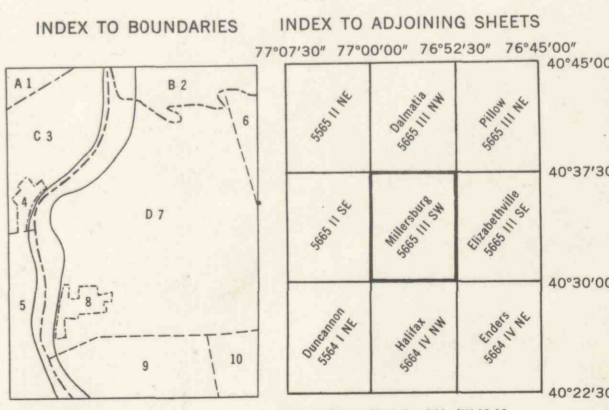 INDEX TO BOUNDARIES
INDEX TO ADJOINING SHEETS
77°07'30" 77°00'00" 76°52'30" 76°45'00"
40°45'00
40°37'30
40°30'00
40°22'30
A 1
B 2
C 3
4
5
6
D 7
8
9
10
5565 II NE
Dalmatia
5665 III NW
Pillow
5665 III NE
5565 II SE
Millersburg
5665 III SW
Elizabethville
5665 III SE
Duncannon
5564 I NE
Halifax
5664 IV NW
Enders
5664 IV NE